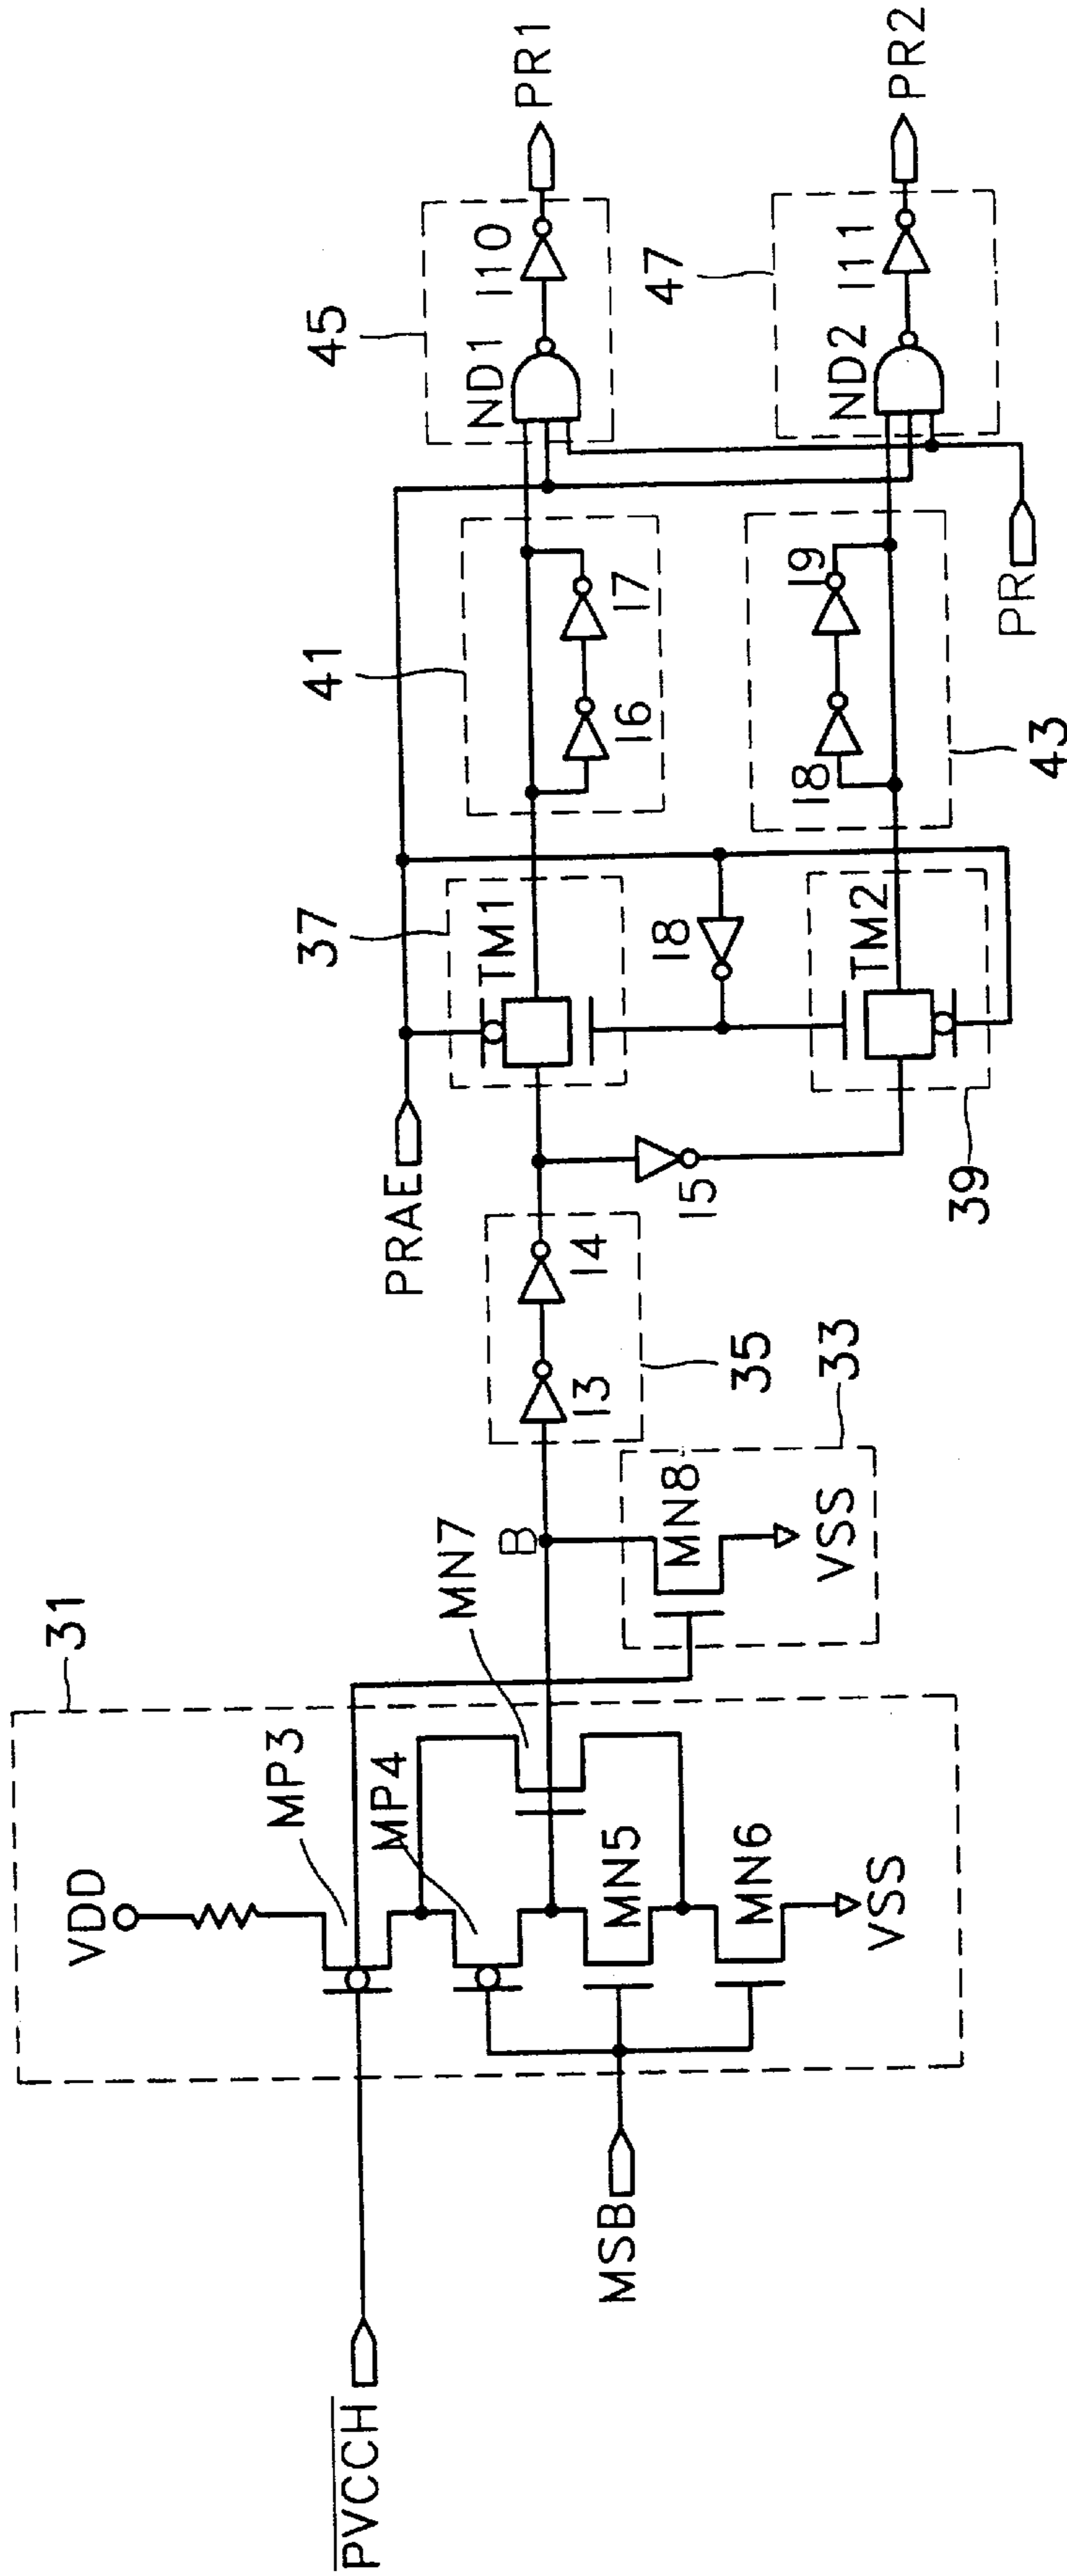 31
VDD
MP3
MP4
MN7
MN5
MN6
VSS
PVCCH
MSB
B
MN8
VSS
33
I3
I4
35
PRAE
I5
37
TM1
I8
TM2
39
41
I6
I7
I8
I9
43
PR
45
ND1
I10
PR1
47
ND2
I11
PR2